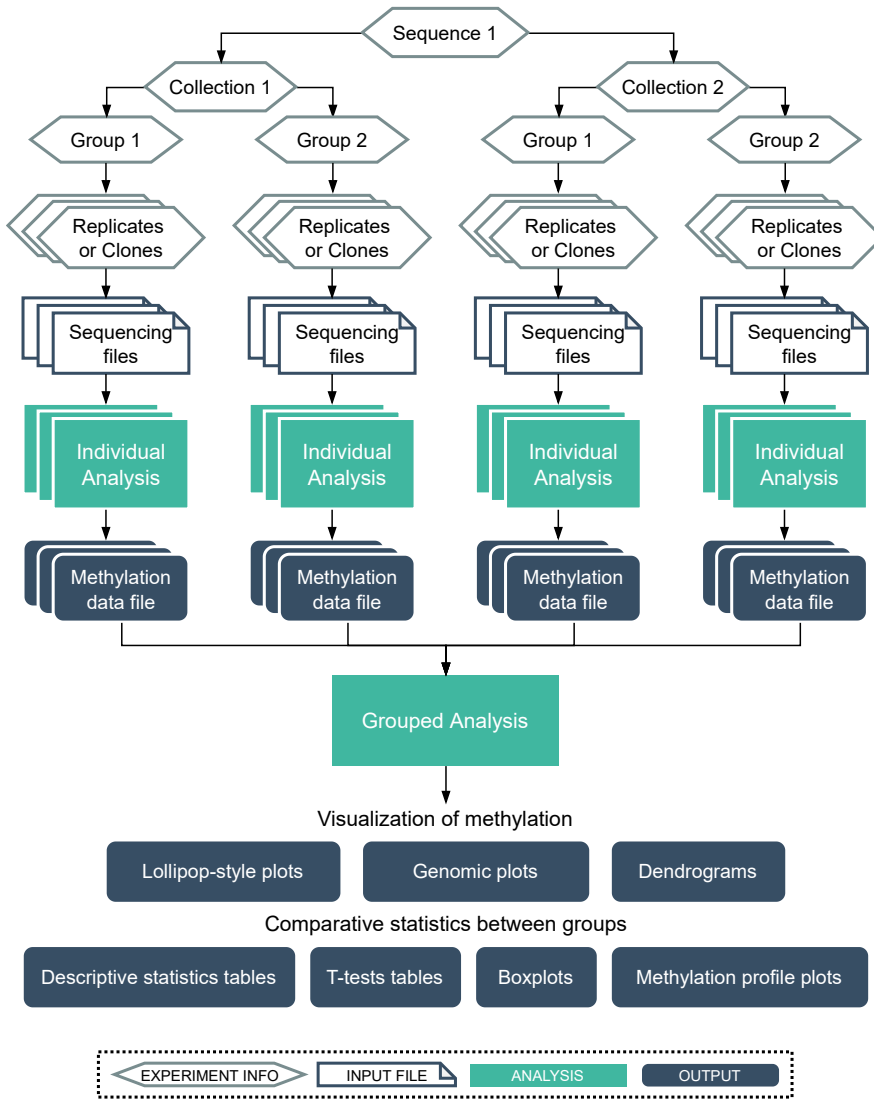 Sequence 1
Collection 1
Collection 2
Group 1
Group 2
Group 1
Group 2
Replicates
or Clones
Replicates
or Clones
Replicates
or Clones
Replicates
or Clones
Sequencing
files
Sequencing
files
Sequencing
files
Sequencing
files
Individual
Analysis
Individual
Analysis
Individual
Analysis
Individual
Analysis
Methylation
data file
Methylation
data file
Methylation
data file
Methylation
data file
Grouped Analysis
Visualization of methylation
Lollipop-style plots
Genomic plots
Dendrograms
Comparative statistics between groups
Descriptive statistics tables
T-tests tables
Boxplots
Methylation profile plots
EXPERIMENT INFO
INPUT FILE
ANALYSIS
OUTPUT